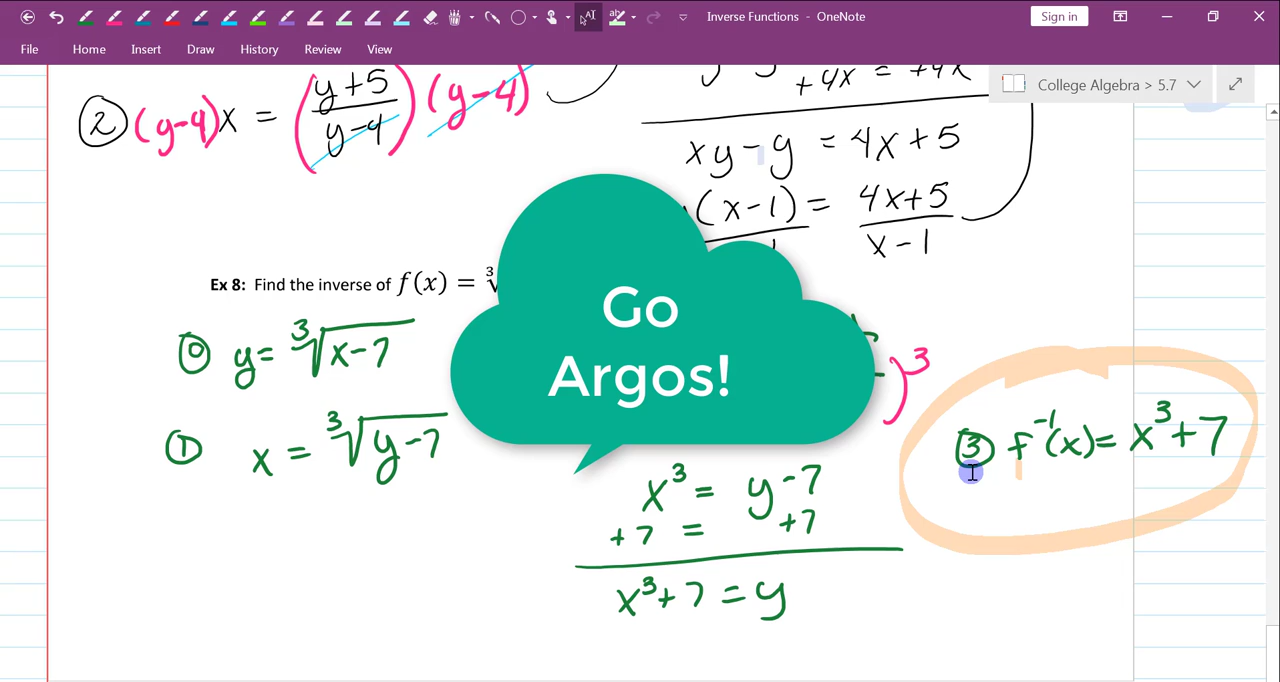 Inverse Functions - OneNote
Sign in
File Home Insert Draw History Review View
College Algebra > 5.7
② (y-4)x = (y+5 / y-4) (y-4)
+4x = +4x
xy - y = 4x + 5
(x-1) = 4x+5
x-1
Ex 8: Find the inverse of f(x) = ∛
Go
Argos!
⓪ y = ∛(x-7)
① x = ∛(y-7)
)³
x³ = y -7
+7 = +7
x³+7 = y
③ f⁻¹(x) = x³+7